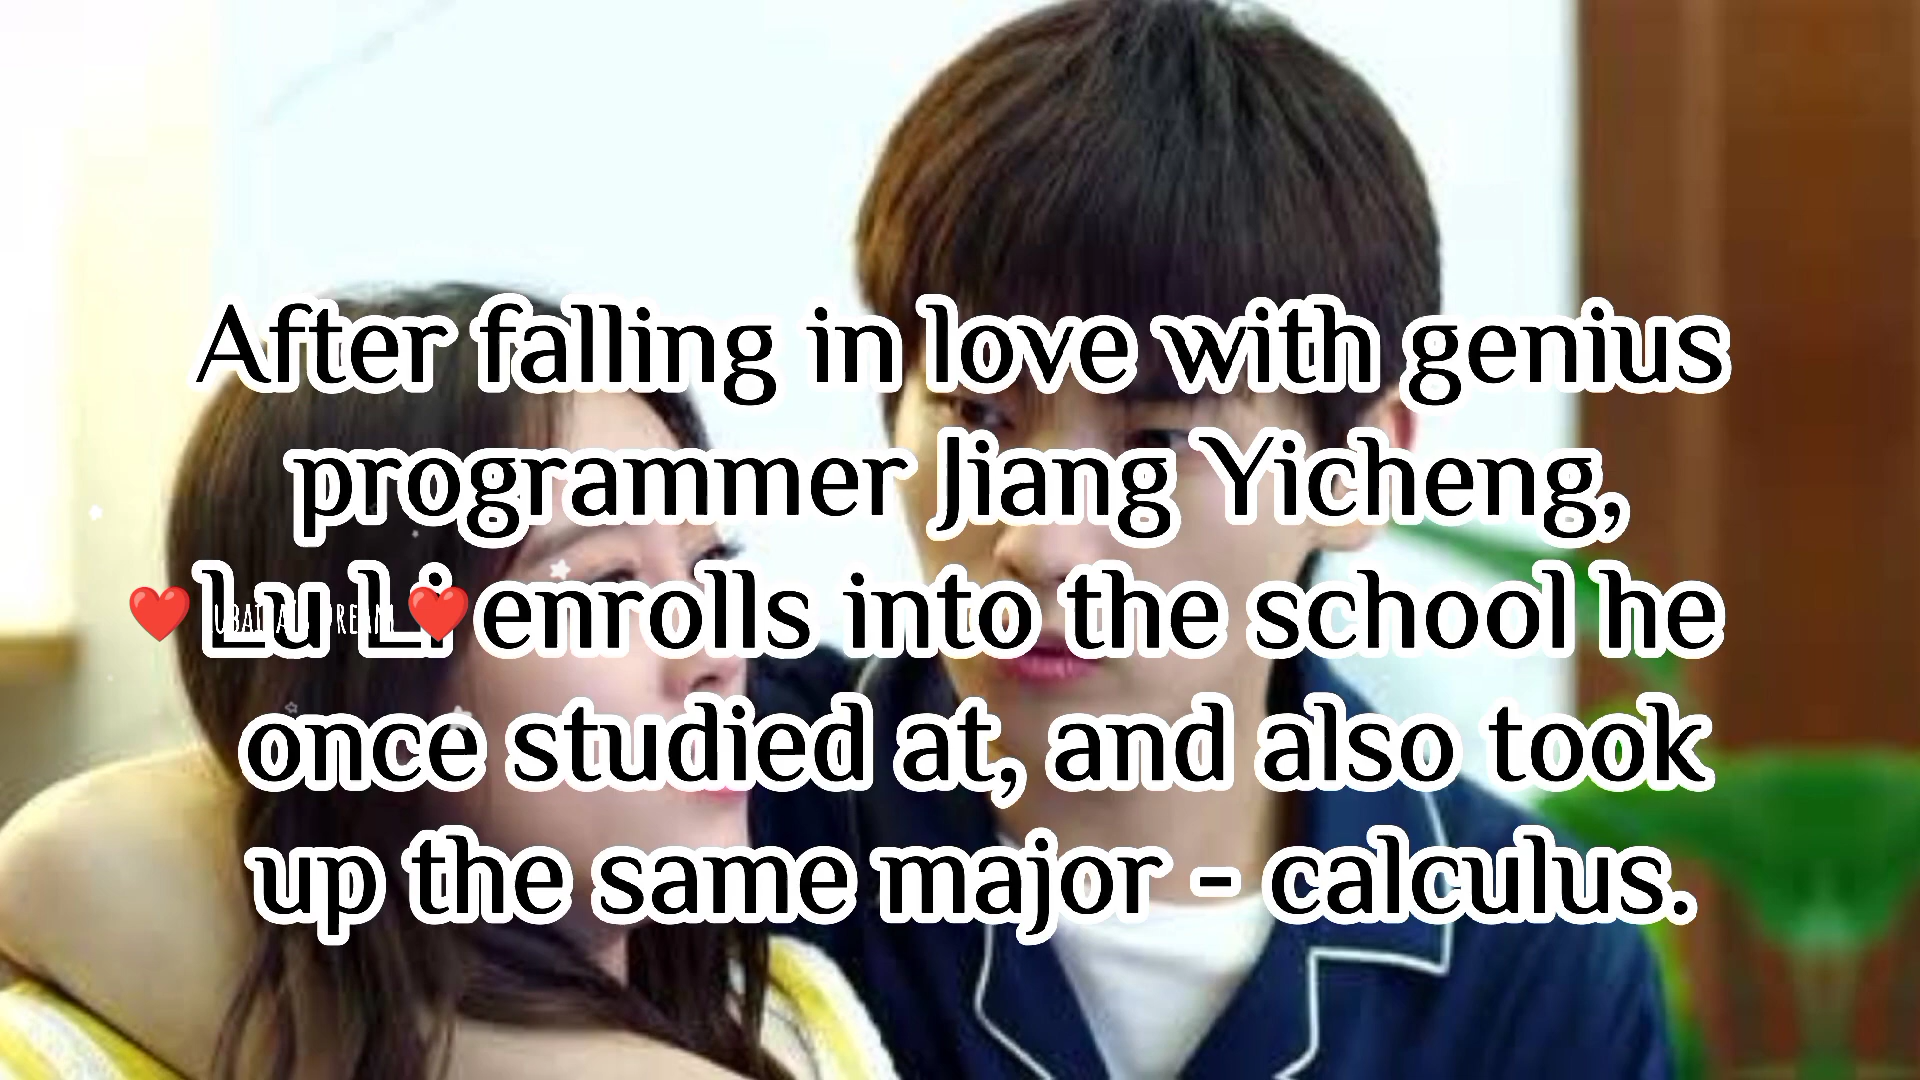 After falling in love with genius
programmer Jiang Yicheng,
Lu Li enrolls into the school he
once studied at, and also took
up the same major - calculus.
❤️ DREAM ❤️